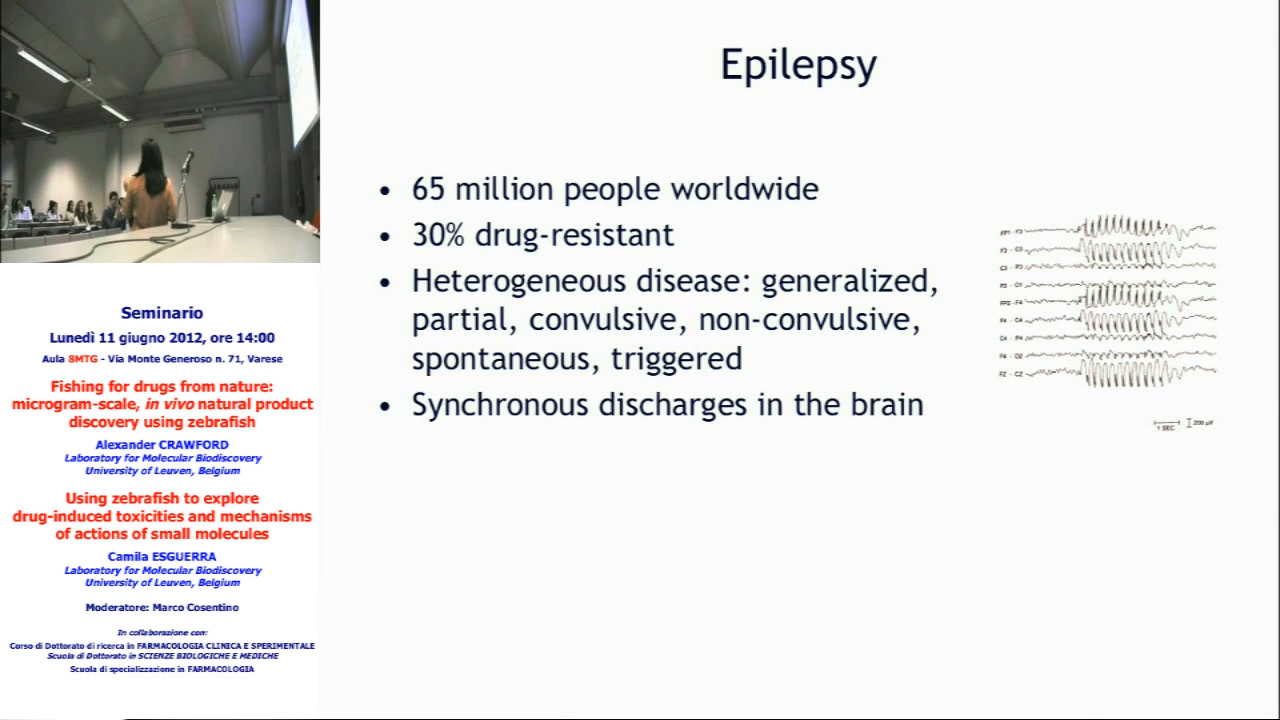 Seminario
Lunedì 11 giugno 2012, ore 14:00
Aula 8MTG - Via Monte Generoso n. 71, Varese
Fishing for drugs from nature:
microgram-scale, in vivo natural product
discovery using zebrafish
Alexander CRAWFORD
Laboratory for Molecular Biodiscovery
University of Leuven, Belgium
Using zebrafish to explore
drug-induced toxicities and mechanisms
of actions of small molecules
Camila ESGUERRA
Laboratory for Molecular Biodiscovery
University of Leuven, Belgium
Moderatore: Marco Cosentino
In collaborazione con:
Corso di Dottorato di ricerca in FARMACOLOGIA CLINICA E SPERIMENTALE
Scuola di Dottorato in SCIENZE BIOLOGICHE E MEDICHE
Scuola di specializzazione in FARMACOLOGIA
Epilepsy
• 65 million people worldwide
• 30% drug-resistant
• Heterogeneous disease: generalized,
partial, convulsive, non-convulsive,
spontaneous, triggered
• Synchronous discharges in the brain
1 SEC
200 μV